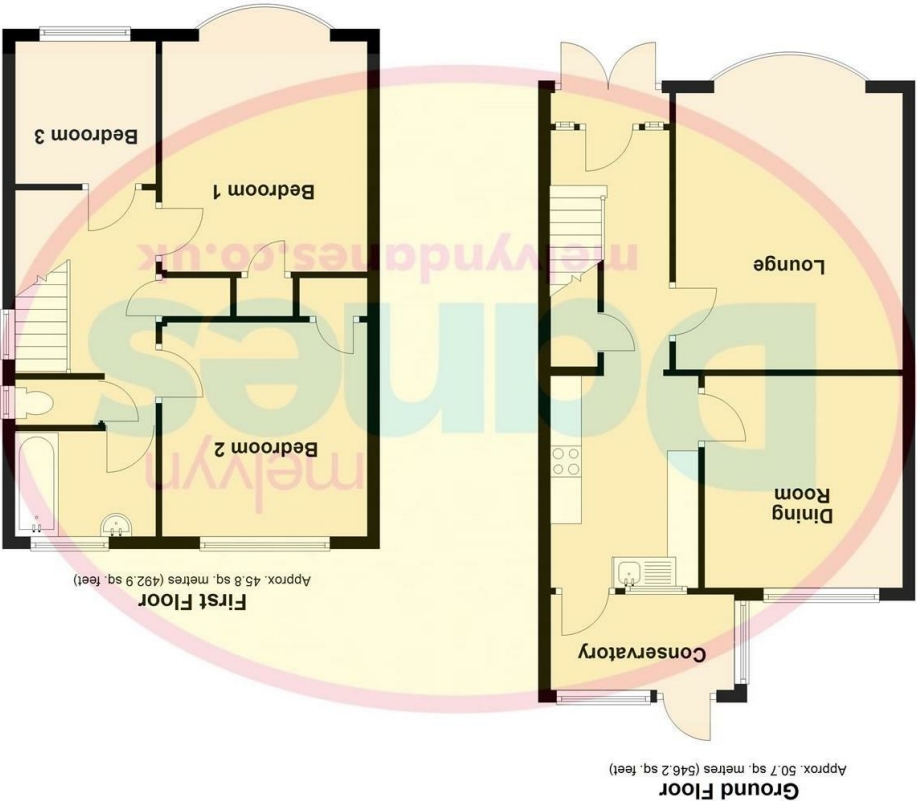 Ground Floor
Approx. 50.7 sq. metres (546.2 sq. feet)
Conservatory
Dining
Room
Lounge
First Floor
Approx. 45.8 sq. metres (492.9 sq. feet)
Bedroom 2
Bedroom 1
Bedroom 3
melvyn
Danes
melvyndanes.co.uk